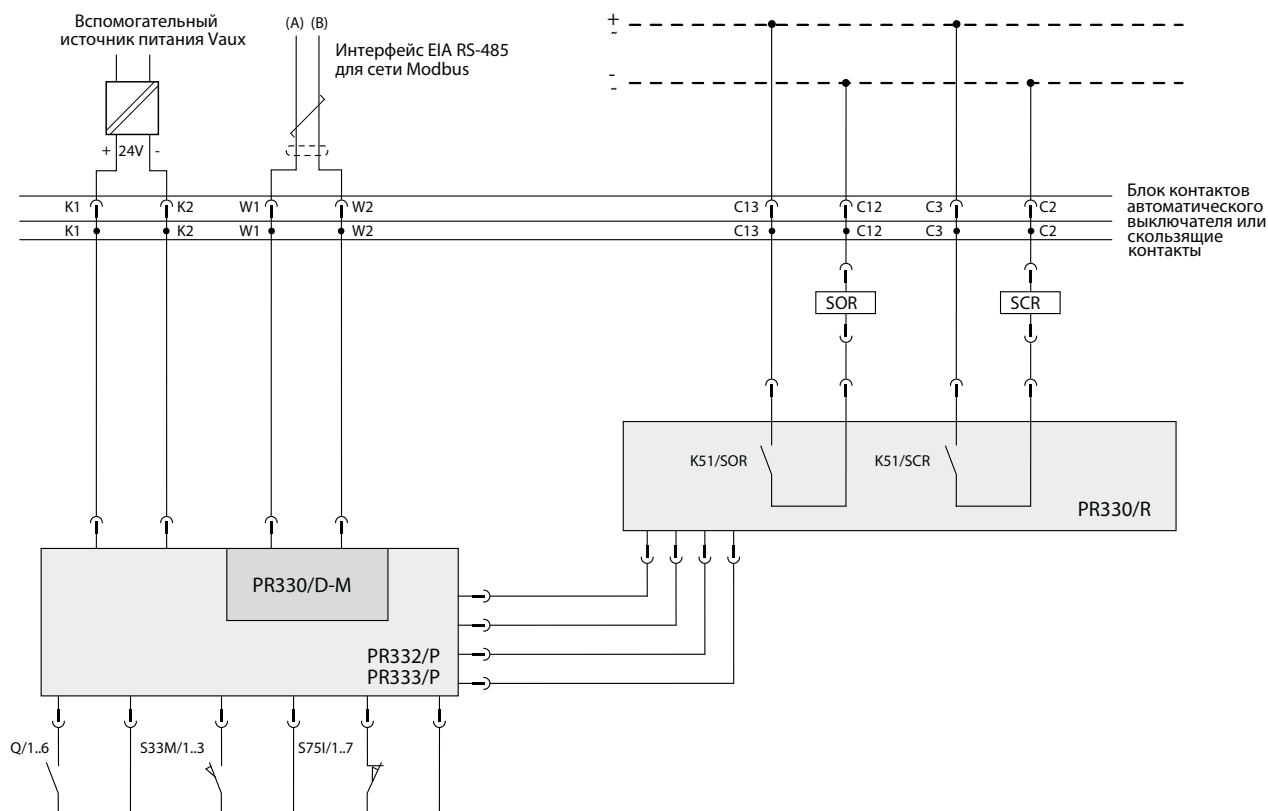 Вспомогательный
источник питания Vaux
(A) (B)
Интерфейс EIA RS-485
для сети Modbus
+
~
-
~
+ 24V -
K1 K2 W1 W2 C13 C12 C3 C2
K1 K2 W1 W2 C13 C12 C3 C2
Блок контактов
автоматического
выключателя или
скользящие
контакты
SOR SCR
K51/SOR K51/SCR
PR330/R
PR330/D-M
PR332/P
PR333/P
Q/1..6 S33M/1..3 S75I/1..7